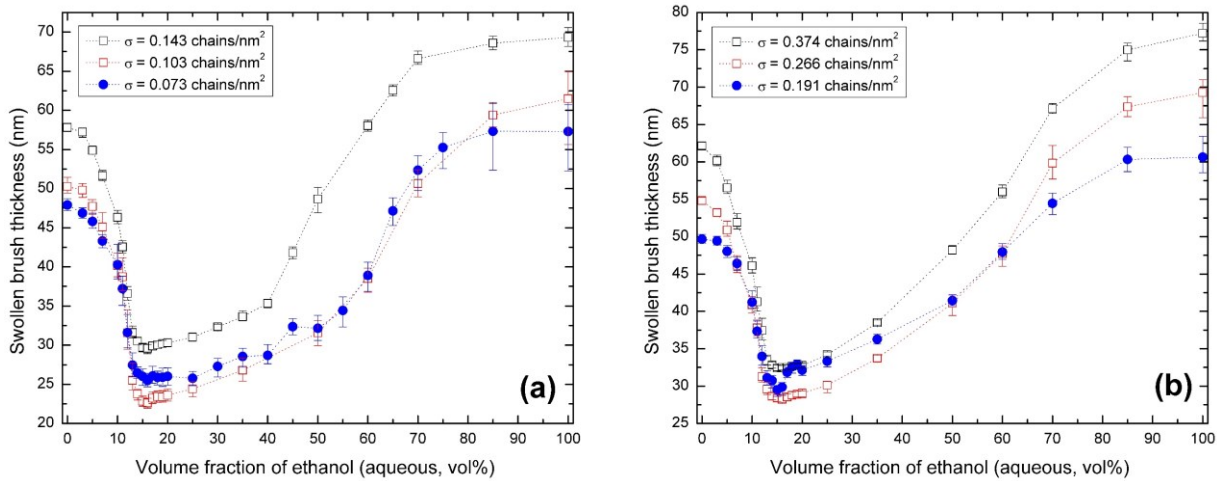 70
65
60
55
50
45
40
35
30
25
20
Swollen brush thickness (nm)
σ = 0.143 chains/nm²
σ = 0.103 chains/nm²
σ = 0.073 chains/nm²
(a)
0 10 20 30 40 50 60 70 80 90 100
Volume fraction of ethanol (aqueous, vol%)
80
75
70
65
60
55
50
45
40
35
30
25
Swollen brush thickness (nm)
σ = 0.374 chains/nm²
σ = 0.266 chains/nm²
σ = 0.191 chains/nm²
(b)
0 10 20 30 40 50 60 70 80 90 100
Volume fraction of ethanol (aqueous, vol%)